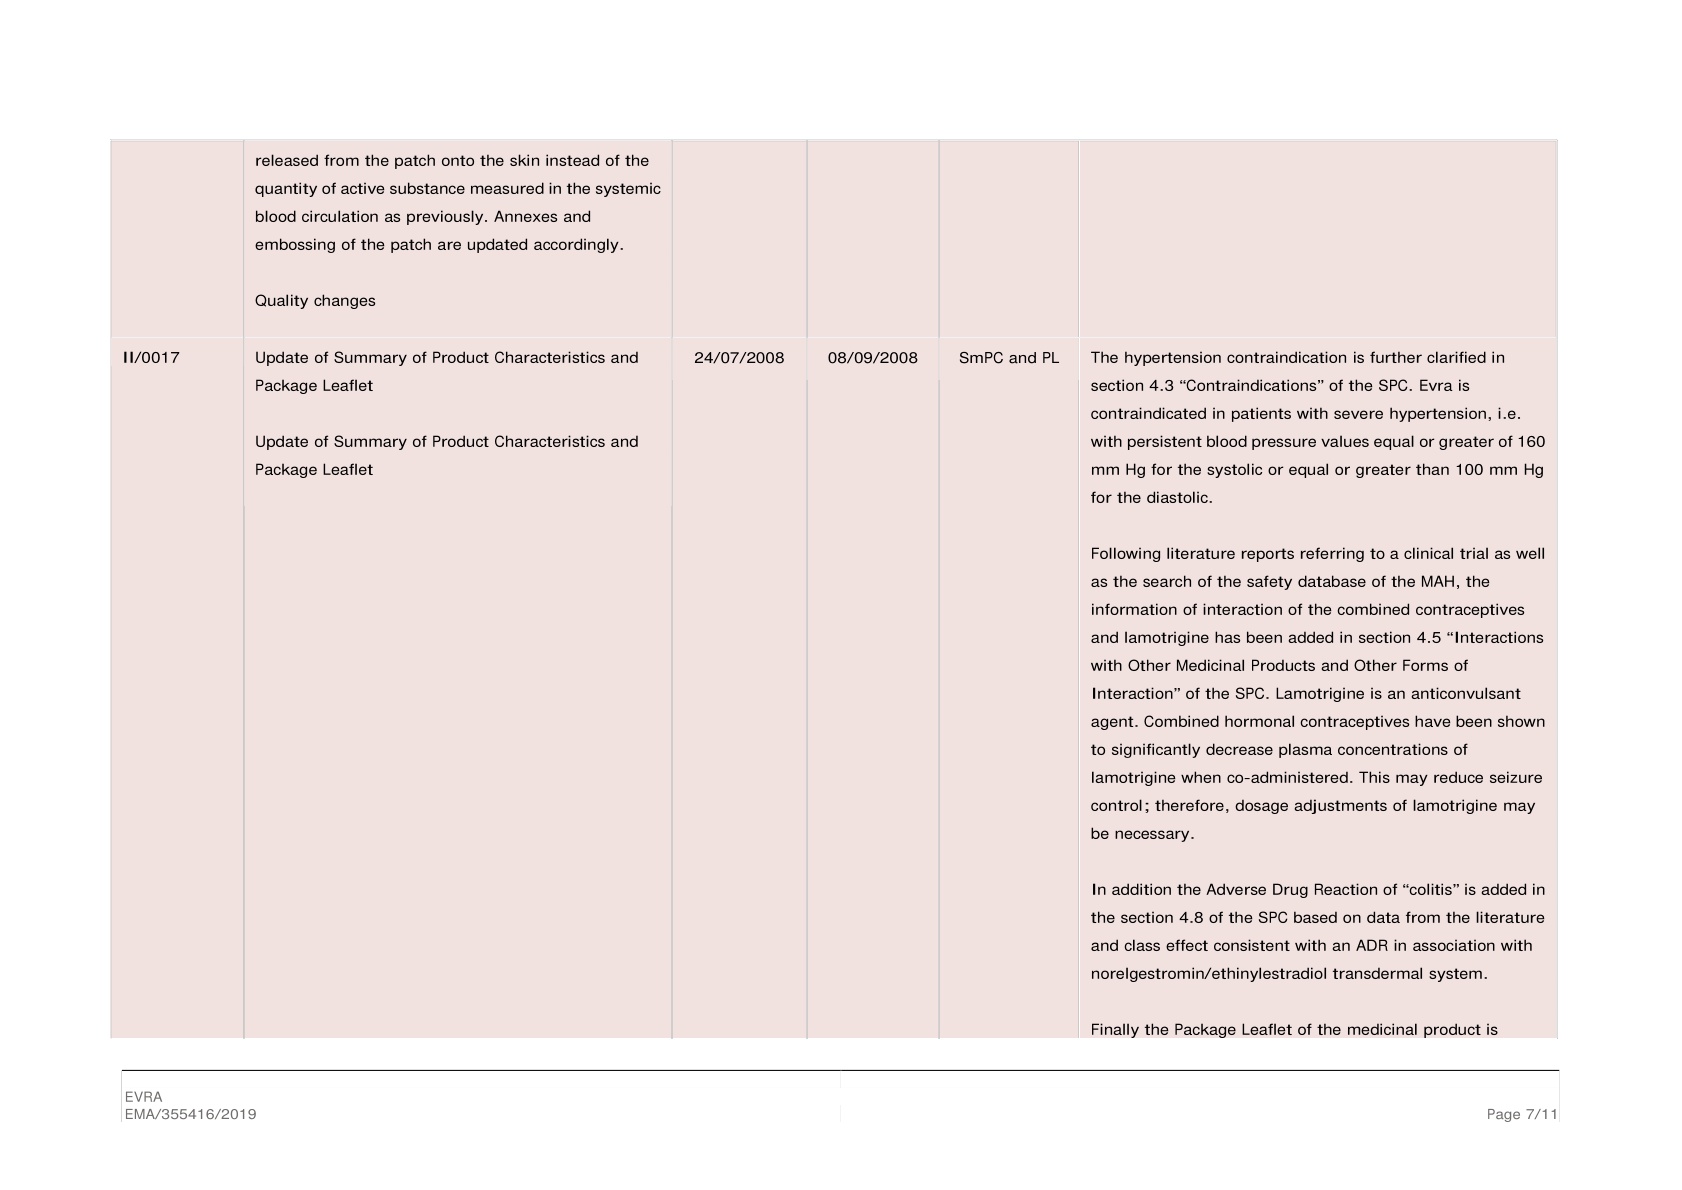 released from the patch onto the skin instead of the
quantity of active substance measured in the systemic
blood circulation as previously. Annexes and
embossing of the patch are updated accordingly.
Quality changes
II/0017
Update of Summary of Product Characteristics and
Package Leaflet
Update of Summary of Product Characteristics and
Package Leaflet
24/07/2008
08/09/2008
SmPC and PL
The hypertension contraindication is further clarified in
section 4.3 “Contraindications” of the SPC. Evra is
contraindicated in patients with severe hypertension, i.e.
with persistent blood pressure values equal or greater of 160
mm Hg for the systolic or equal or greater than 100 mm Hg
for the diastolic.
Following literature reports referring to a clinical trial as well
as the search of the safety database of the MAH, the
information of interaction of the combined contraceptives
and lamotrigine has been added in section 4.5 “Interactions
with Other Medicinal Products and Other Forms of
Interaction” of the SPC. Lamotrigine is an anticonvulsant
agent. Combined hormonal contraceptives have been shown
to significantly decrease plasma concentrations of
lamotrigine when co-administered. This may reduce seizure
control; therefore, dosage adjustments of lamotrigine may
be necessary.
In addition the Adverse Drug Reaction of “colitis” is added in
the section 4.8 of the SPC based on data from the literature
and class effect consistent with an ADR in association with
norelgestromin/ethinylestradiol transdermal system.
Finally the Package Leaflet of the medicinal product is
EVRA
EMA/355416/2019
Page 7/11